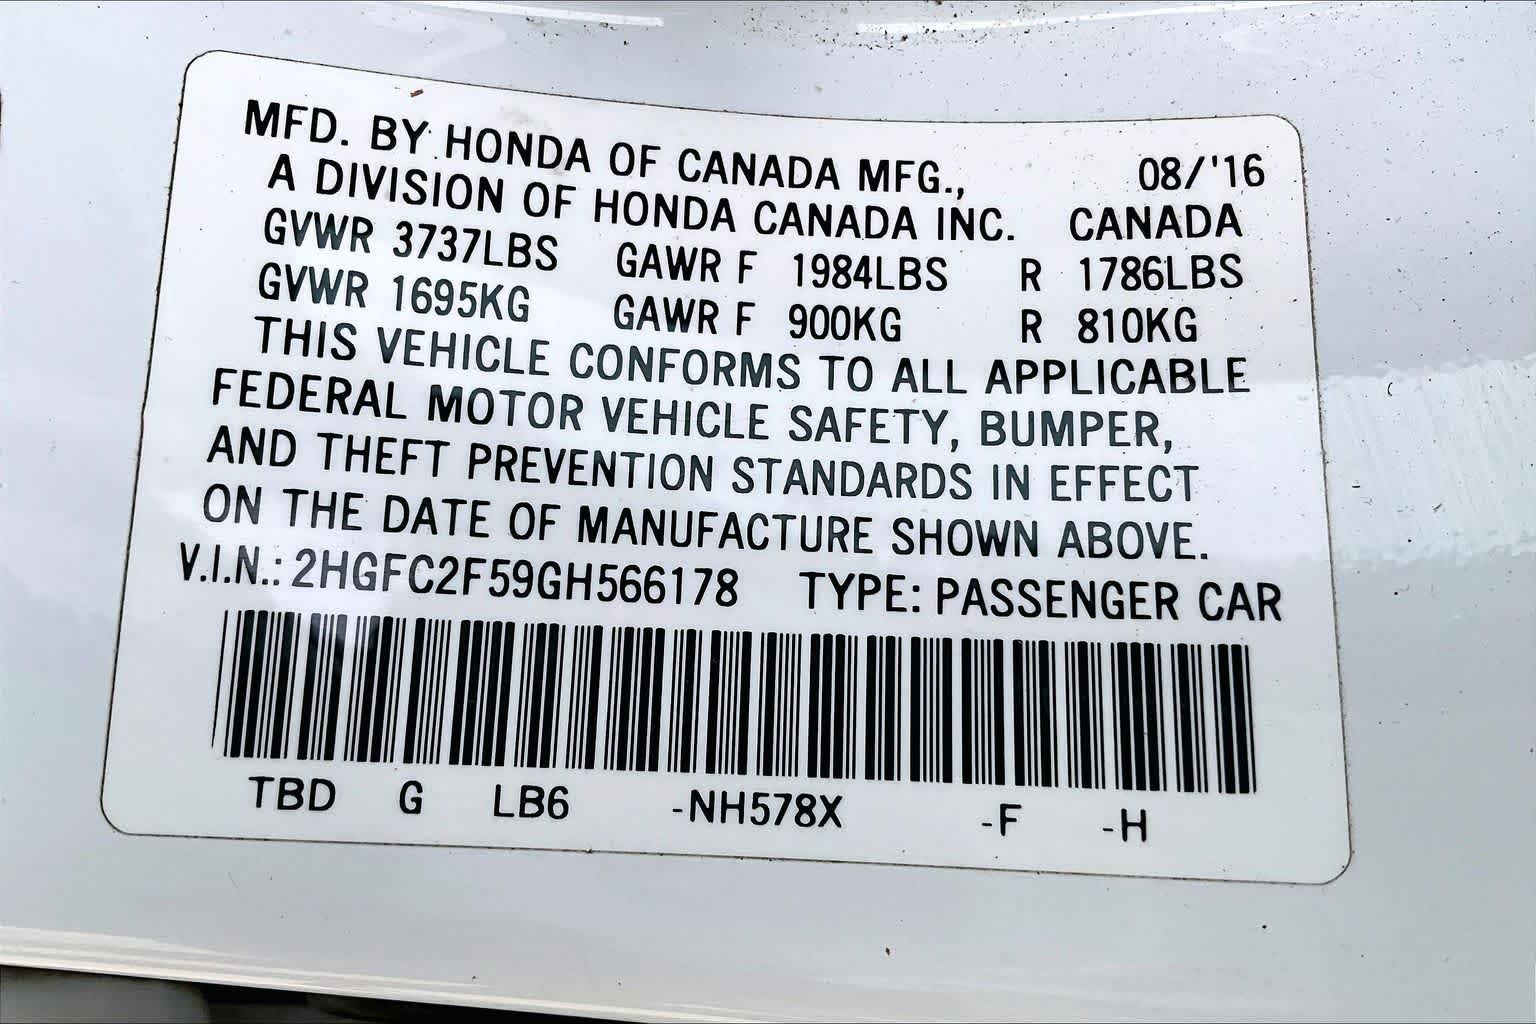 MFD. BY HONDA OF CANADA MFG., 08/'16
A DIVISION OF HONDA CANADA INC. CANADA
GVWR 3737LBS GAWR F 1984LBS R 1786LBS
GVWR 1695KG GAWR F 900KG R 810KG
THIS VEHICLE CONFORMS TO ALL APPLICABLE
FEDERAL MOTOR VEHICLE SAFETY, BUMPER,
AND THEFT PREVENTION STANDARDS IN EFFECT
ON THE DATE OF MANUFACTURE SHOWN ABOVE.
V.I.N.: 2HGFC2F59GH566178 TYPE: PASSENGER CAR
TBD G LB6 -NH578X -F -H